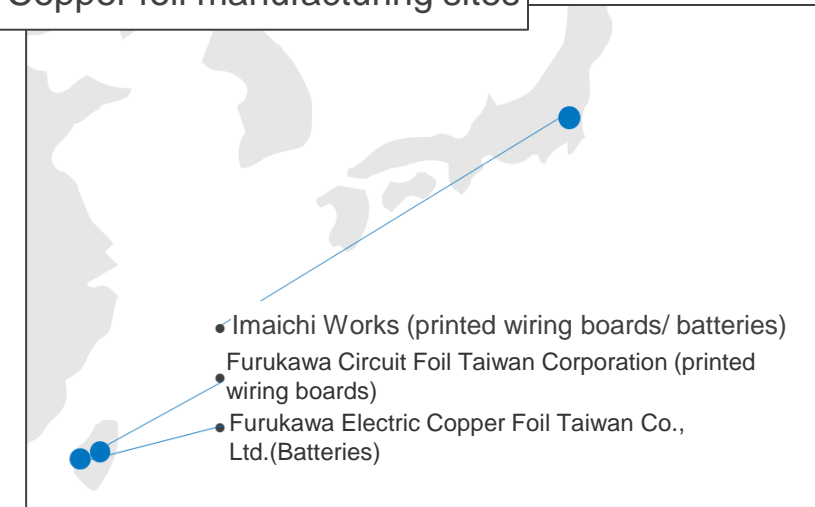 Copper foil manufacturing sites
• Imaichi Works (printed wiring boards/ batteries)
• Furukawa Circuit Foil Taiwan Corporation (printed
wiring boards)
• Furukawa Electric Copper Foil Taiwan Co.,
Ltd.(Batteries)